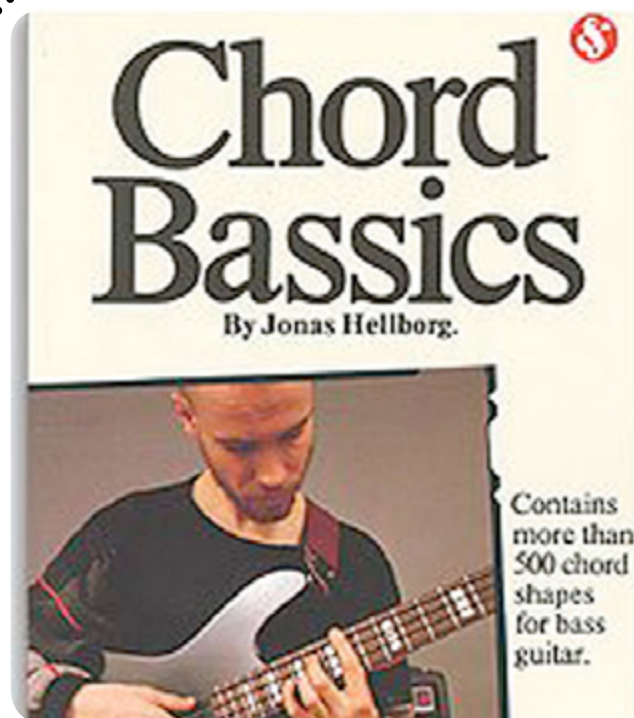 Chord
Bassics
By Jonas Hellborg.
Contains
more than
500 chord
shapes
for bass
guitar.